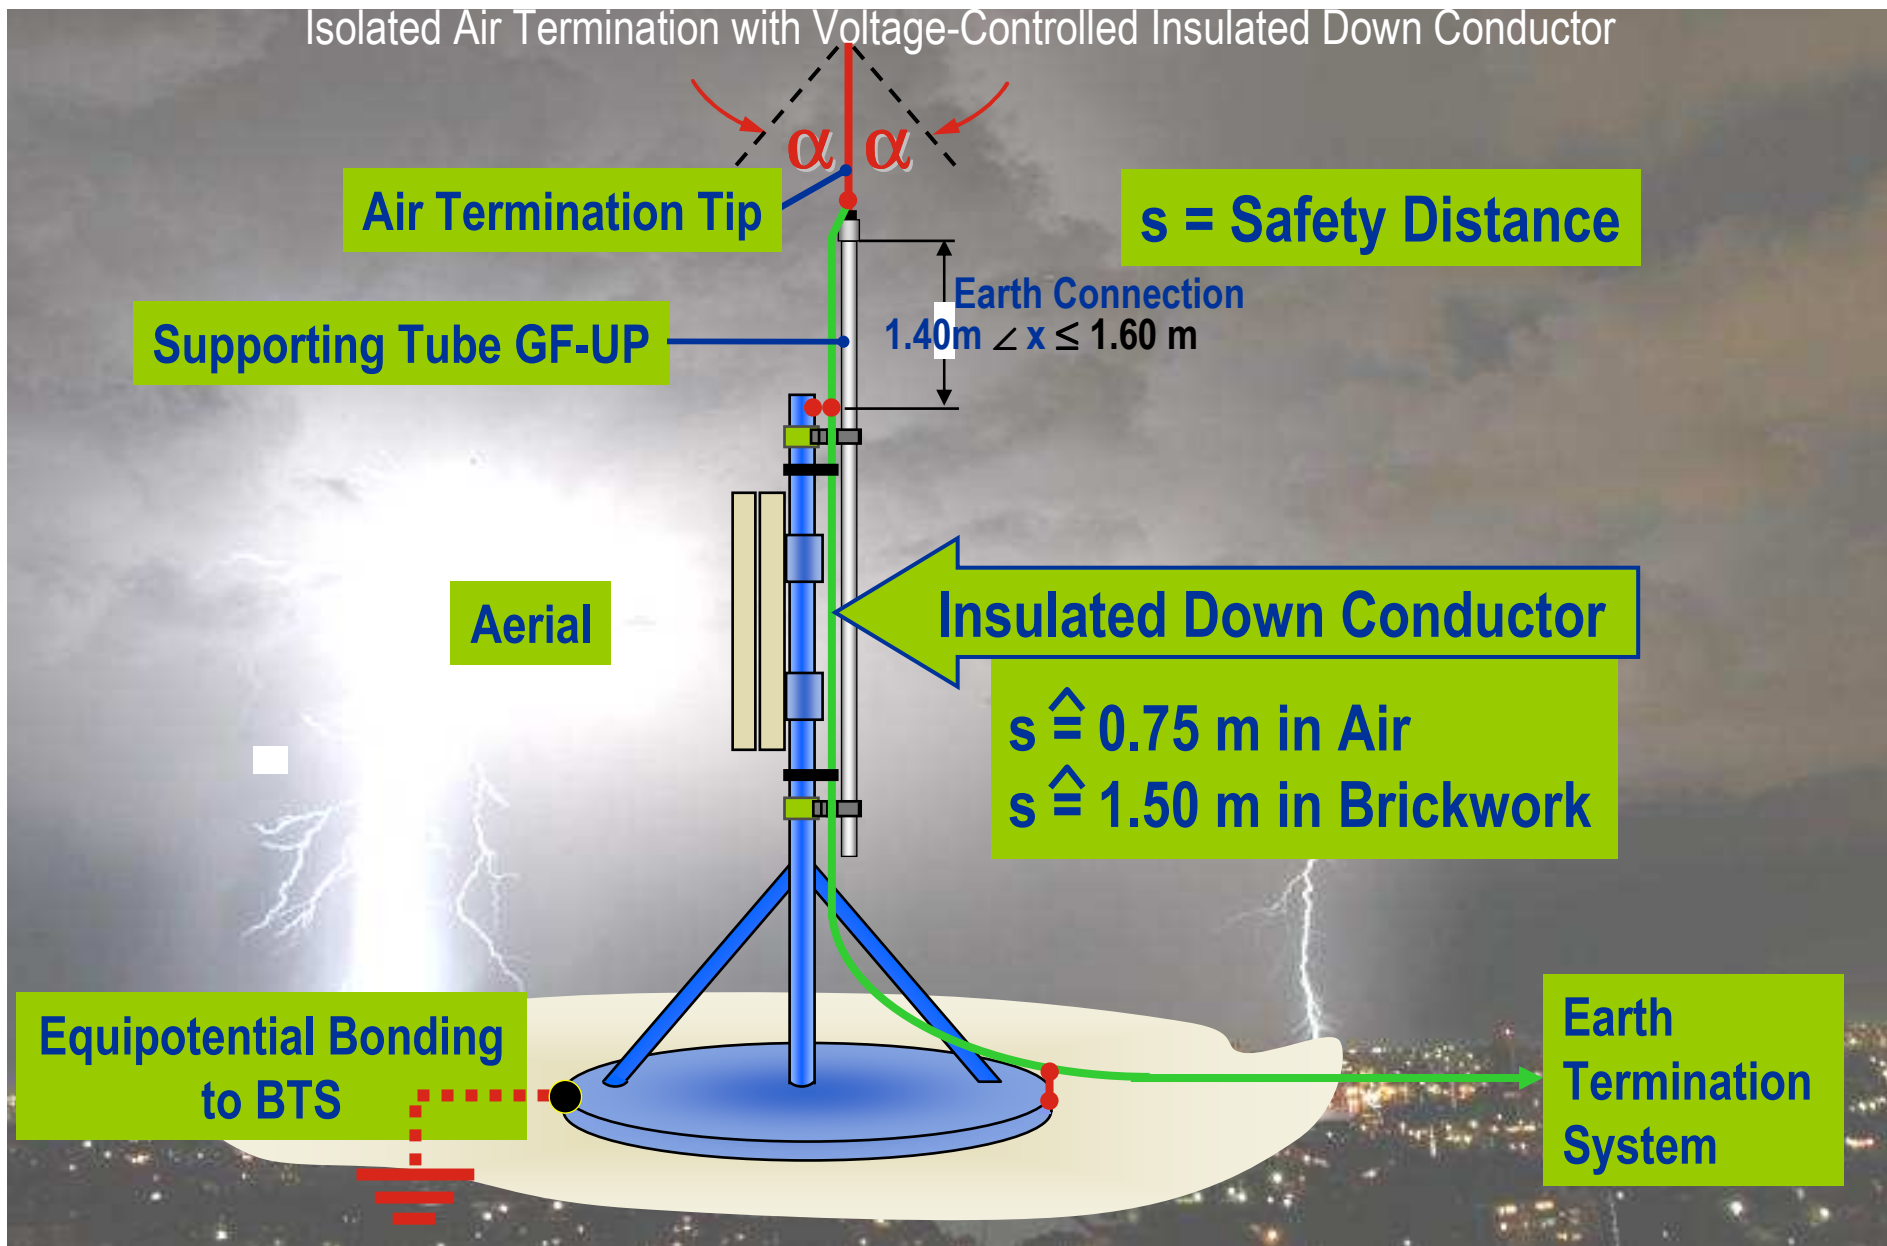 Isolated Air Termination with Voltage-Controlled Insulated Down Conductor
α α
Air Termination Tip
s = Safety Distance
Earth Connection
1.40m ∠ x ≤ 1.60 m
Supporting Tube GF-UP
Aerial
Insulated Down Conductor
s ≙ 0.75 m in Air
s ≙ 1.50 m in Brickwork
Equipotential Bonding
to BTS
Earth
Termination
System